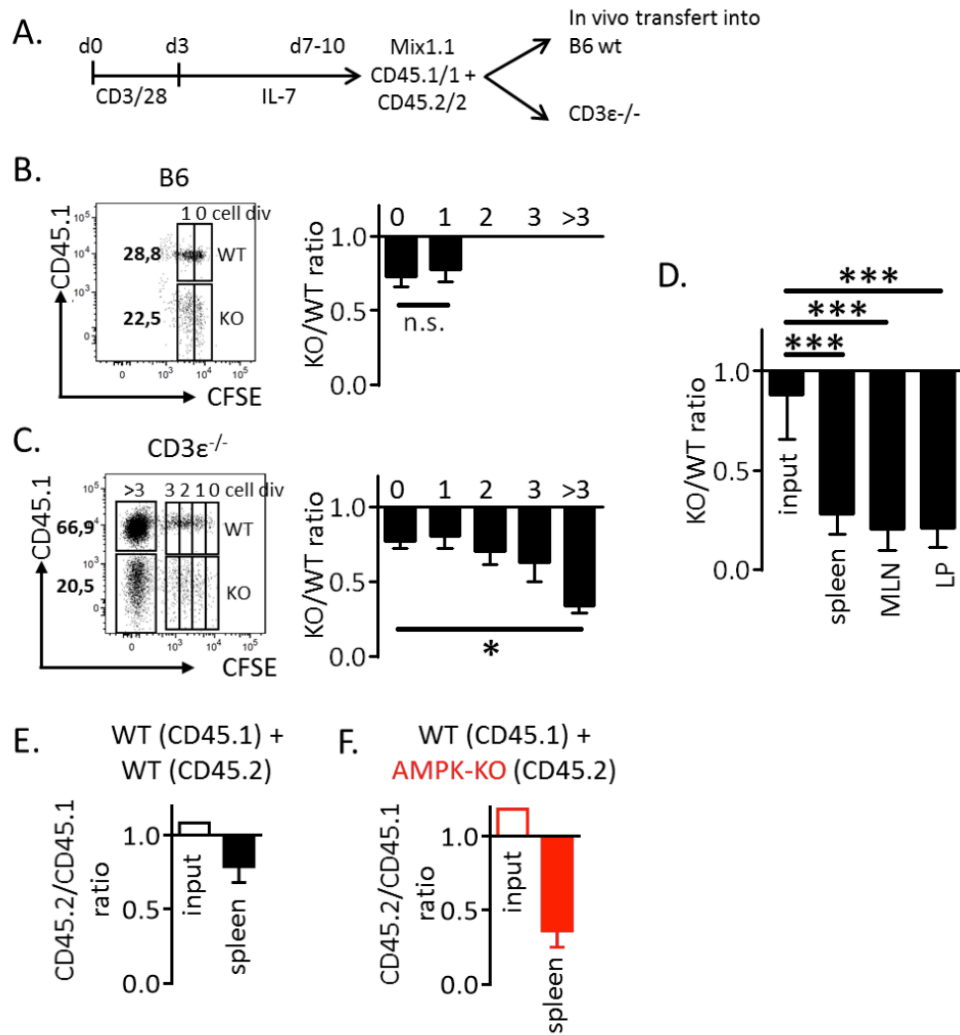 A.
d0
d3
d7-10
CD3/28
IL-7
Mix1.1
CD45.1/1 +
CD45.2/2
In vivo transfert into
B6 wt
CD3ε-/-
B.
B6
CD45.1
10⁵
10⁴
10³
0
1 0 cell div
28,8
WT
22,5
KO
0 10³ 10⁴ 10⁵
CFSE
KO/WT ratio
0 1 2 3 >3
1.0
0.5
0.0
n.s.
C.
CD3ε-/-
CD45.1
10⁵
10⁴
10³
0
>3 3 2 1 0 cell div
66,9
WT
20,5
KO
0 10³ 10⁴ 10⁵
CFSE
KO/WT ratio
0 1 2 3 >3
1.0
0.5
0.0
*
D.
***
***
***
KO/WT ratio
1.0
0.5
0.0
input
spleen
MLN
LP
E.
WT (CD45.1) +
WT (CD45.2)
CD45.2/CD45.1
ratio
1.0
0.5
0.0
input
spleen
F.
WT (CD45.1) +
AMPK-KO (CD45.2)
CD45.2/CD45.1
ratio
1.0
0.5
0.0
input
spleen